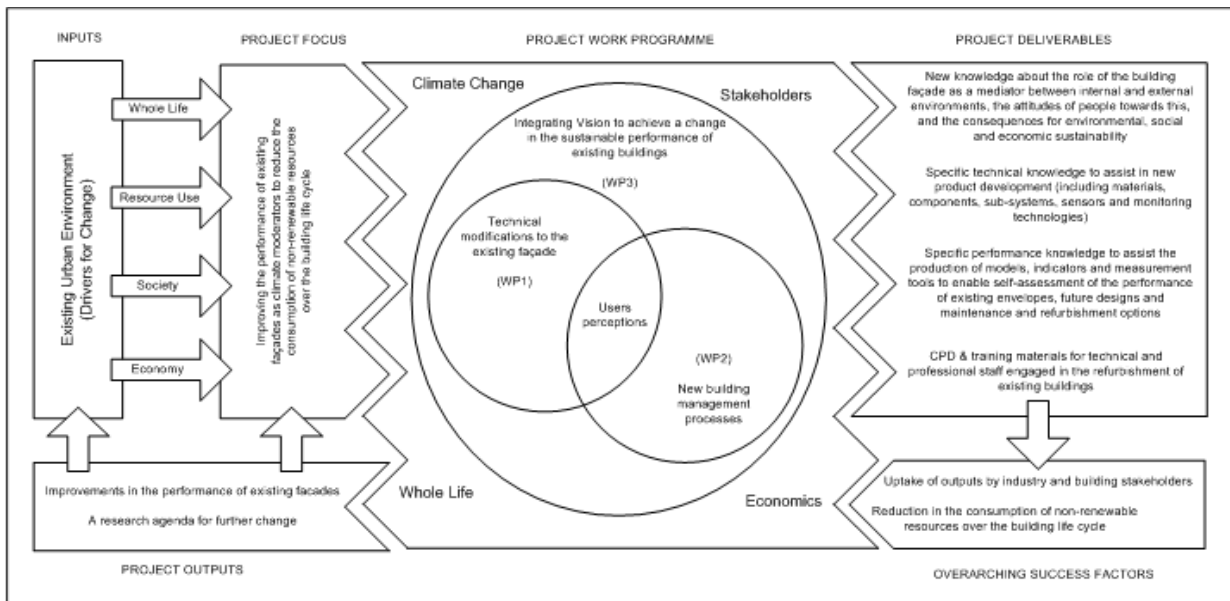 INPUTS
PROJECT FOCUS
PROJECT WORK PROGRAMME
PROJECT DELIVERABLES
Existing Urban Environment
(Drivers for Change)
Whole Life
Resource Use
Society
Economy
Improving the performance of existing
façades as climate moderators to reduce the
consumption of non-renewable resources
over the building life cycle
Climate Change
Stakeholders
Integrating Vision to achieve a change
in the sustainable performance of
existing buildings
(WP3)
Technical
modifications to the
existing façade
(WP1)
Users
perceptions
(WP2)
New building
management
processes
Whole Life
Economics
New knowledge about the role of the building
façade as a mediator between internal and external
environments, the attitudes of people towards this,
and the consequences for environmental, social
and economic sustainability
Specific technical knowledge to assist in new
product development (including materials,
components, sub-systems, sensors and monitoring
technologies)
Specific performance knowledge to assist the
production of models, indicators and measurement
tools to enable self-assessment of the performance
of existing envelopes, future designs and
maintenance and refurbishment options
CPD & training materials for technical and
professional staff engaged in the refurbishment of
existing buildings
Improvements in the performance of existing facades
A research agenda for further change
PROJECT OUTPUTS
Uptake of outputs by industry and building stakeholders
Reduction in the consumption of non-renewable
resources over the building life cycle
OVERARCHING SUCCESS FACTORS